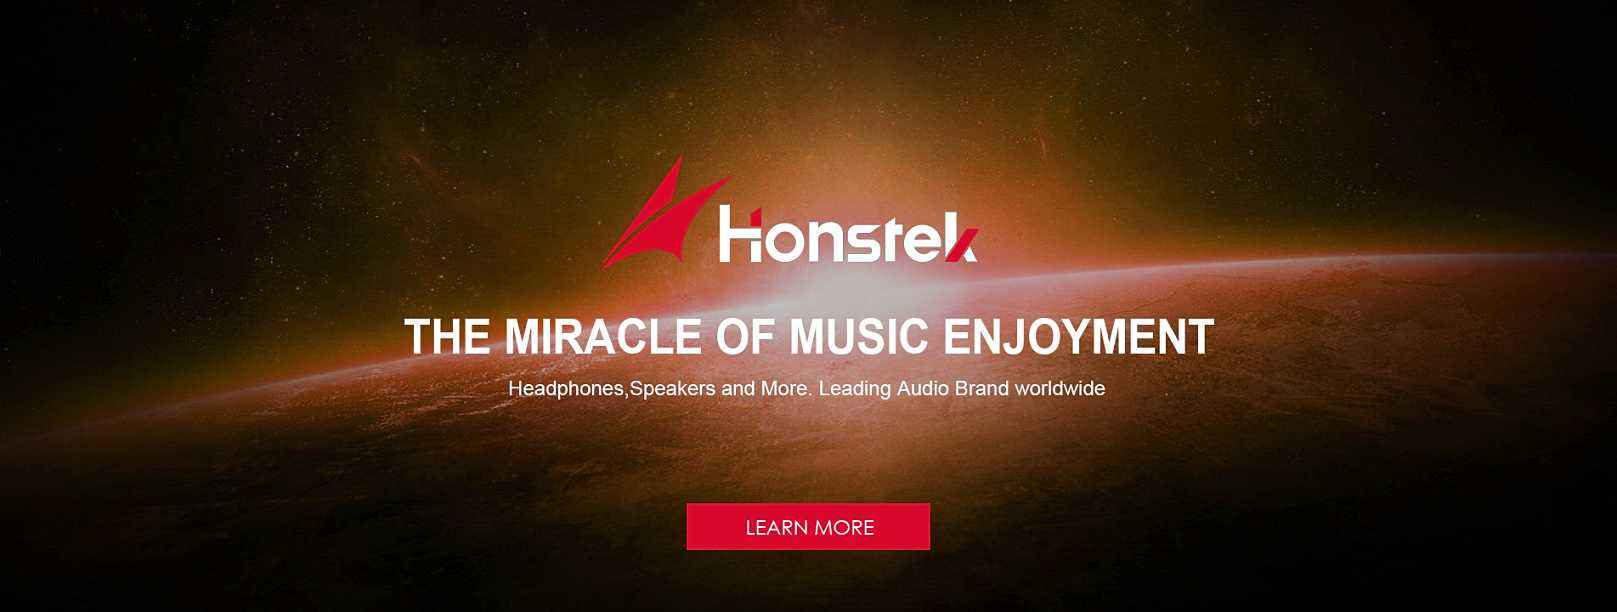 Honstek
THE MIRACLE OF MUSIC ENJOYMENT
Headphones,Speakers and More. Leading Audio Brand worldwide
LEARN MORE